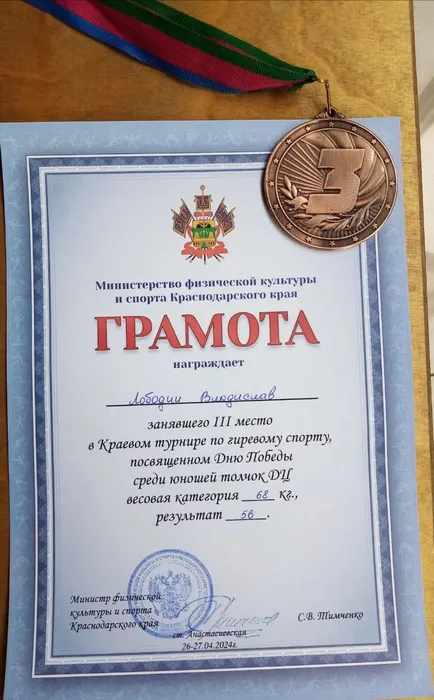 3
Министерство физической культуры
и спорта Краснодарского края
ГРАМОТА
награждает
Лободин Владислав
занявшего III место
в Краевом турнире по гиревому спорту,
посвященном Дню Победы
среди юношей толчок ДЦ
весовая категория 68 кг.,
результат 56.
Министр физической
культуры и спорта
Краснодарского края
С.В. Тимченко
ст. Анастасиевская
26-27.04.2024г.